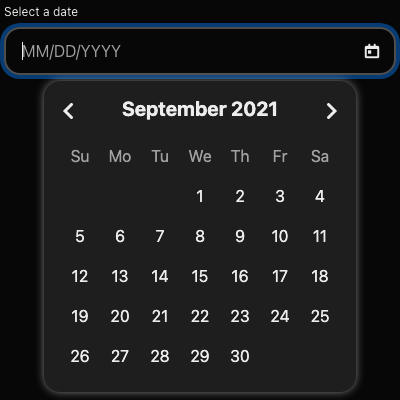 Select a date
MM/DD/YYYY
September 2021
Su Mo Tu We Th Fr Sa
1 2 3 4
5 6 7 8 9 10 11
12 13 14 15 16 17 18
19 20 21 22 23 24 25
26 27 28 29 30